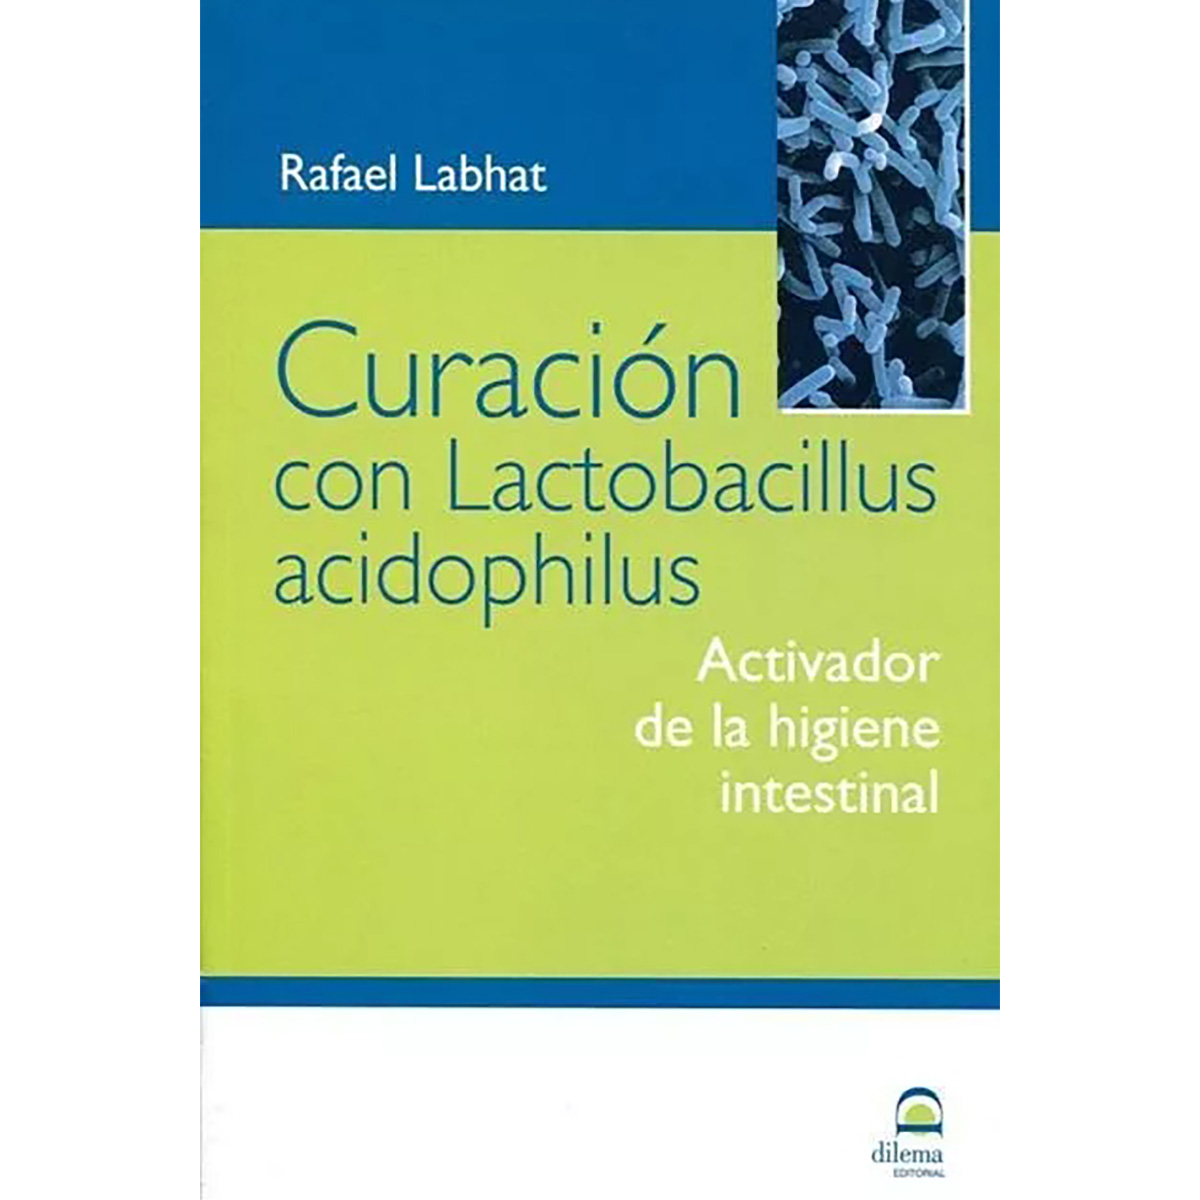 Rafael Labhat
Curación
con Lactobacillus
acidophilus
Activador
de la higiene
intestinal
dilema
EDITORIAL